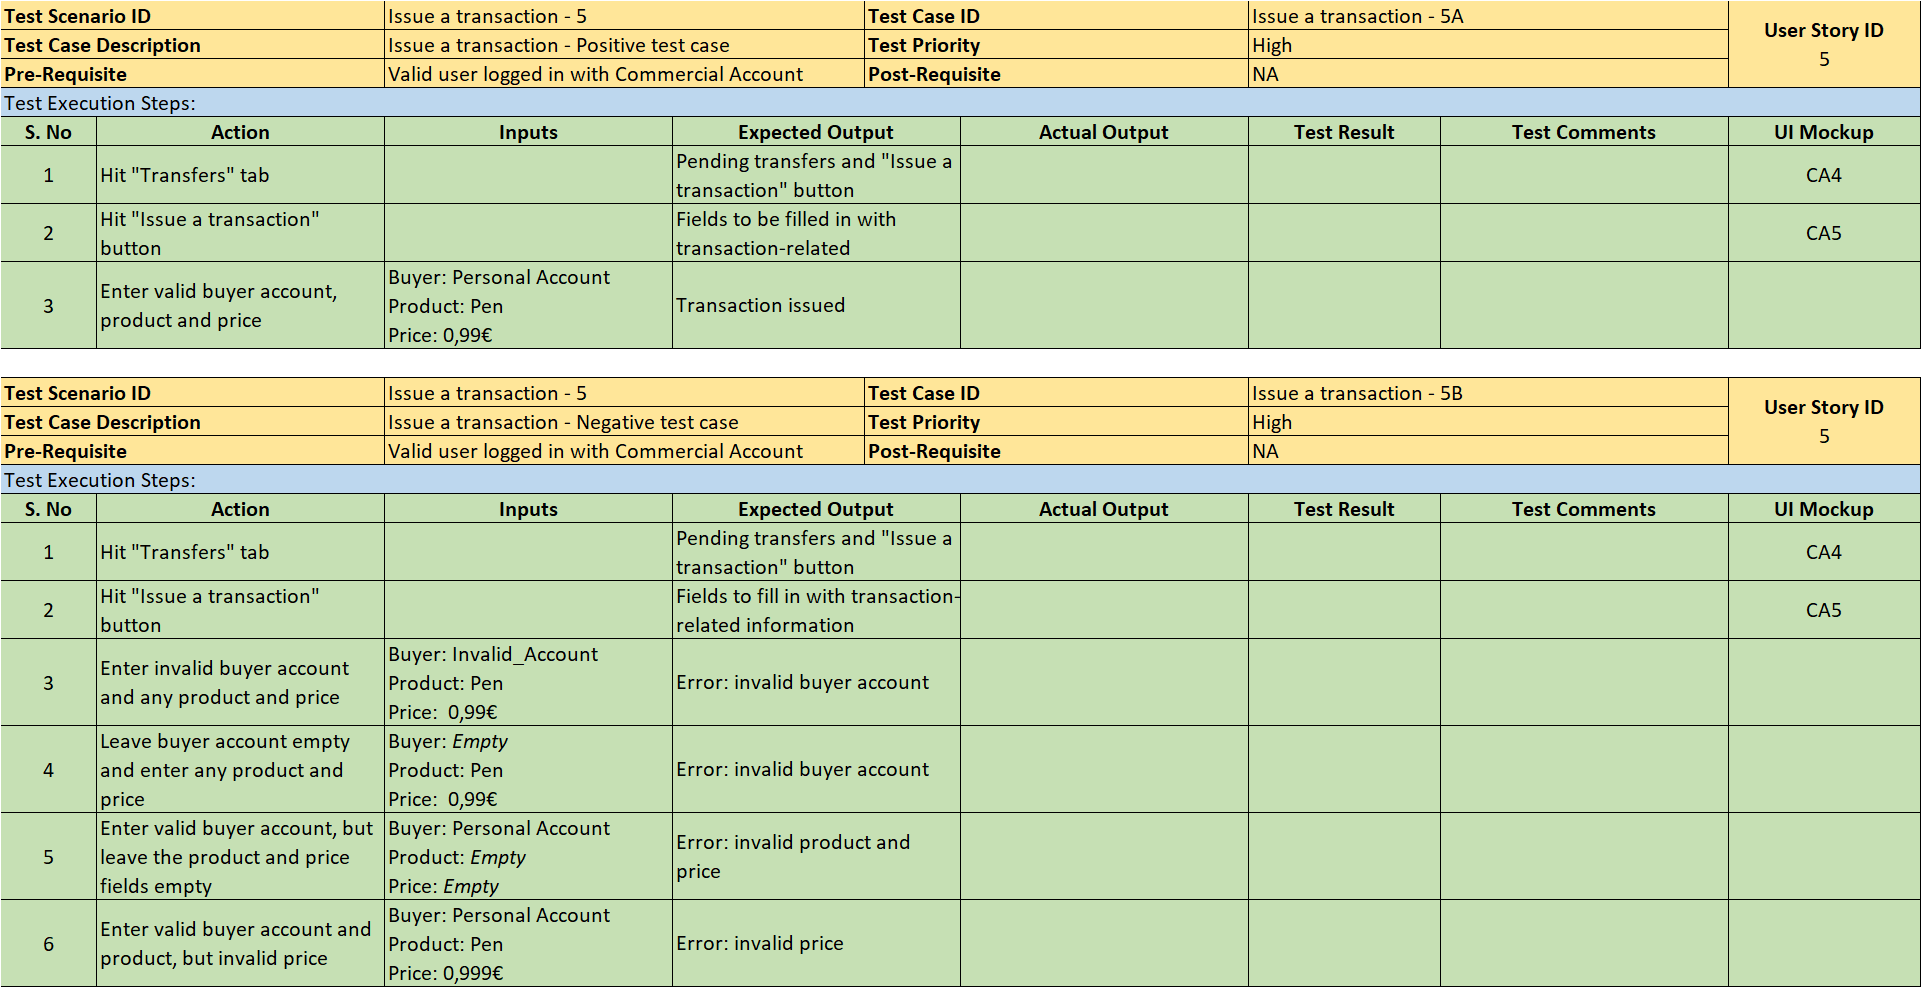 Test Scenario ID Issue a transaction - 5 Test Case ID Issue a transaction - 5A User Story ID
Test Case Description Issue a transaction - Positive test case Test Priority High 5
Pre-Requisite Valid user logged in with Commercial Account Post-Requisite NA
Test Execution Steps:
S. No Action Inputs Expected Output Actual Output Test Result Test Comments UI Mockup
1 Hit "Transfers" tab Pending transfers and "Issue a
transaction" button CA4
2 Hit "Issue a transaction"
button Fields to be filled in with
transaction-related CA5
3 Enter valid buyer account,
product and price Buyer: Personal Account
Product: Pen
Price: 0,99€ Transaction issued
Test Scenario ID Issue a transaction - 5 Test Case ID Issue a transaction - 5B User Story ID
Test Case Description Issue a transaction - Negative test case Test Priority High 5
Pre-Requisite Valid user logged in with Commercial Account Post-Requisite NA
Test Execution Steps:
S. No Action Inputs Expected Output Actual Output Test Result Test Comments UI Mockup
1 Hit "Transfers" tab Pending transfers and "Issue a
transaction" button CA4
2 Hit "Issue a transaction"
button Fields to fill in with transaction-
related information CA5
3 Enter invalid buyer account
and any product and price Buyer: Invalid_Account
Product: Pen
Price:  0,99€ Error: invalid buyer account
4 Leave buyer account empty
and enter any product and
price Buyer: Empty
Product: Pen
Price:  0,99€ Error: invalid buyer account
5 Enter valid buyer account, but
leave the product and price
fields empty Buyer: Personal Account
Product: Empty
Price: Empty Error: invalid product and
price
6 Enter valid buyer account and
product, but invalid price Buyer: Personal Account
Product: Pen
Price: 0,999€ Error: invalid price